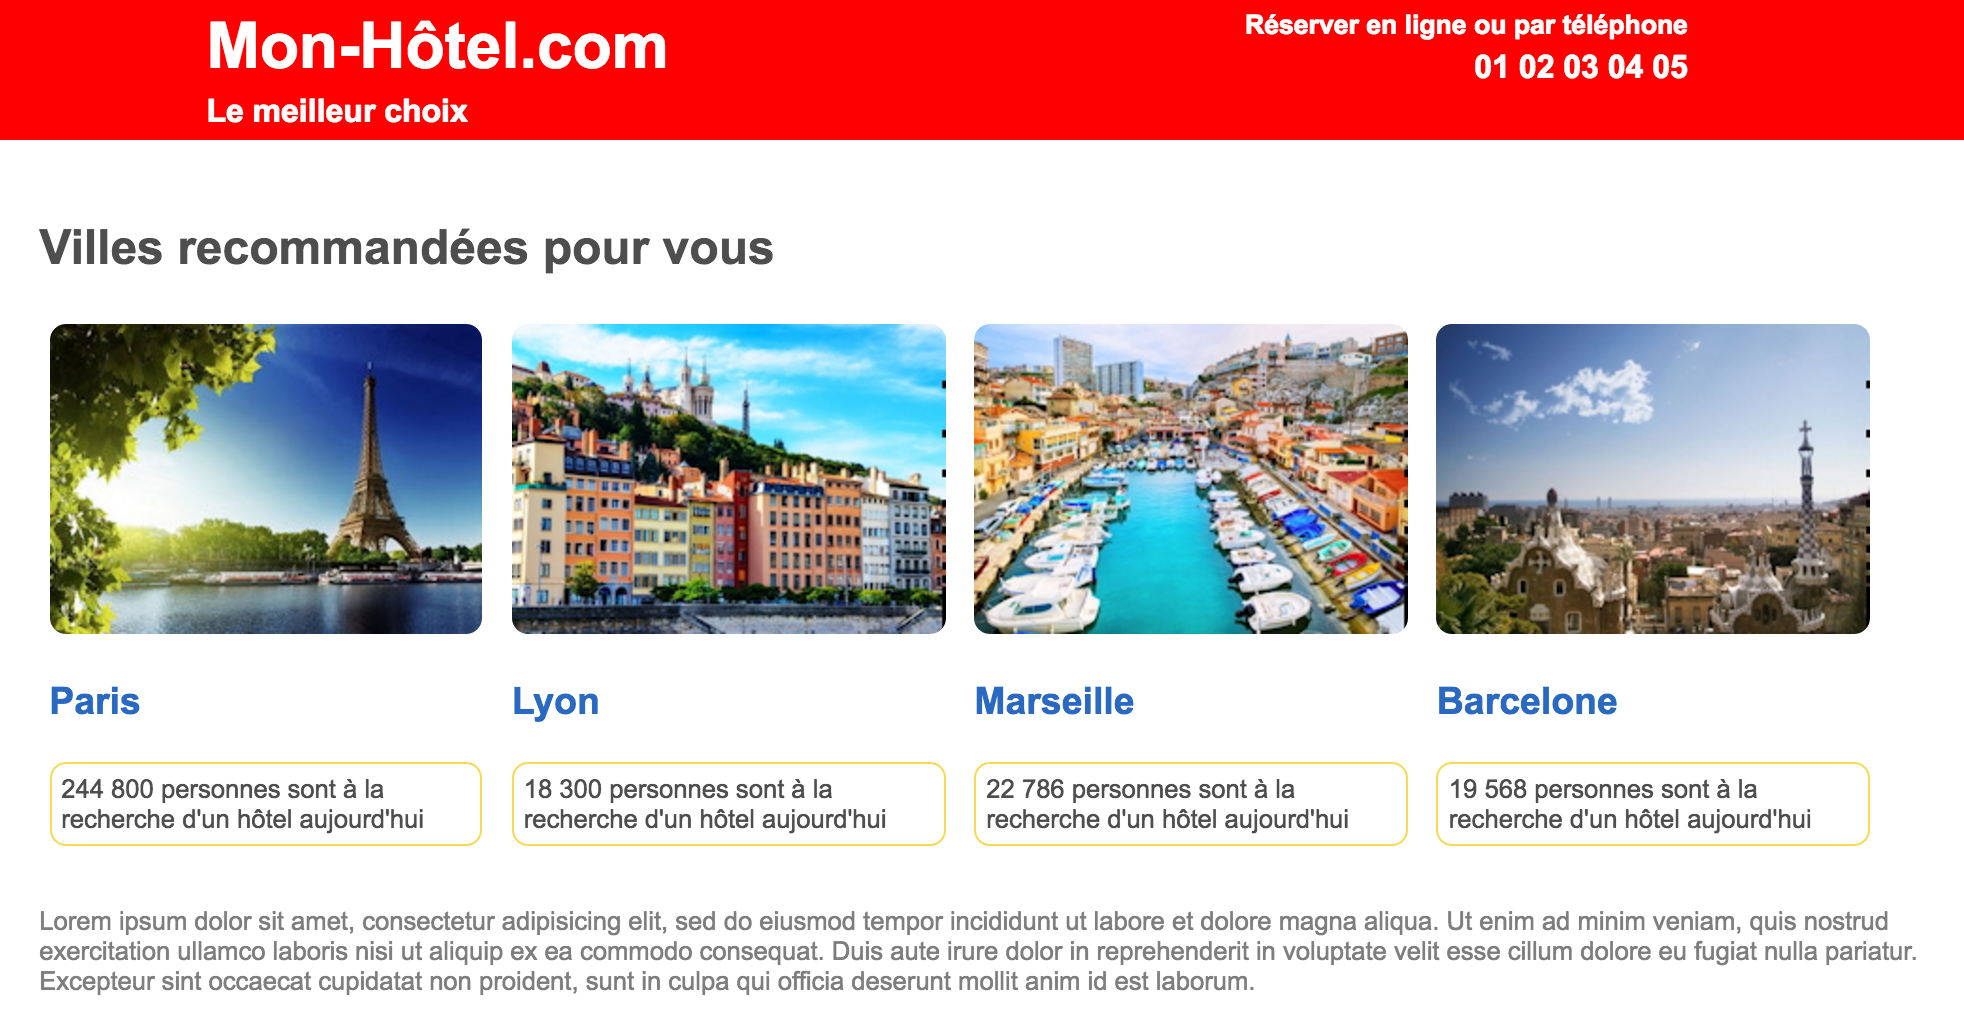 Mon-Hôtel.com
Le meilleur choix
Réserver en ligne ou par téléphone
01 02 03 04 05
Villes recommandées pour vous
Paris
244 800 personnes sont à la
recherche d'un hôtel aujourd'hui
Lyon
18 300 personnes sont à la
recherche d'un hôtel aujourd'hui
Marseille
22 786 personnes sont à la
recherche d'un hôtel aujourd'hui
Barcelone
19 568 personnes sont à la
recherche d'un hôtel aujourd'hui
Lorem ipsum dolor sit amet, consectetur adipisicing elit, sed do eiusmod tempor incididunt ut labore et dolore magna aliqua. Ut enim ad minim veniam, quis nostrud
exercitation ullamco laboris nisi ut aliquip ex ea commodo consequat. Duis aute irure dolor in reprehenderit in voluptate velit esse cillum dolore eu fugiat nulla pariatur.
Excepteur sint occaecat cupidatat non proident, sunt in culpa qui officia deserunt mollit anim id est laborum.